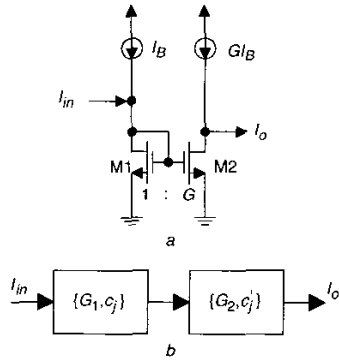 I_B GI_B
I_in
I_o
M1 M2
1 : G
a
I_in {G_1,c_j} {G_2,c_j'} I_o
b